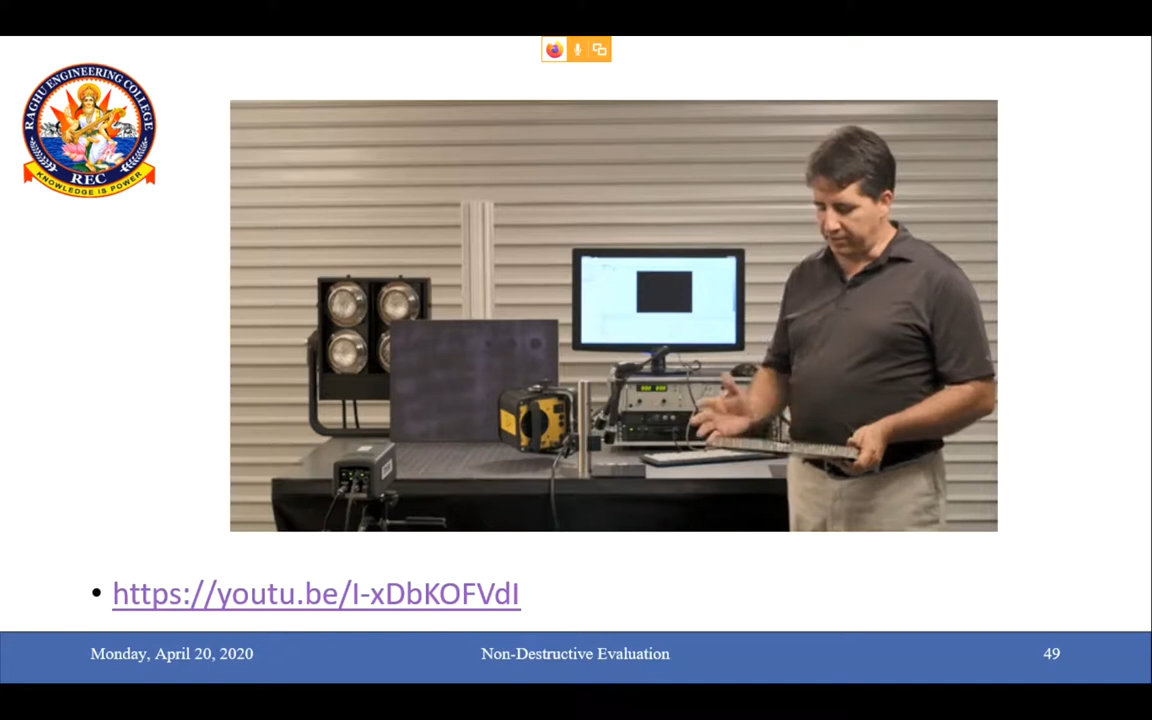 RAGHU ENGINEERING COLLEGE
REC
KNOWLEDGE IS POWER
• https://youtu.be/I-xDbKOFVdI
Monday, April 20, 2020
Non-Destructive Evaluation
49